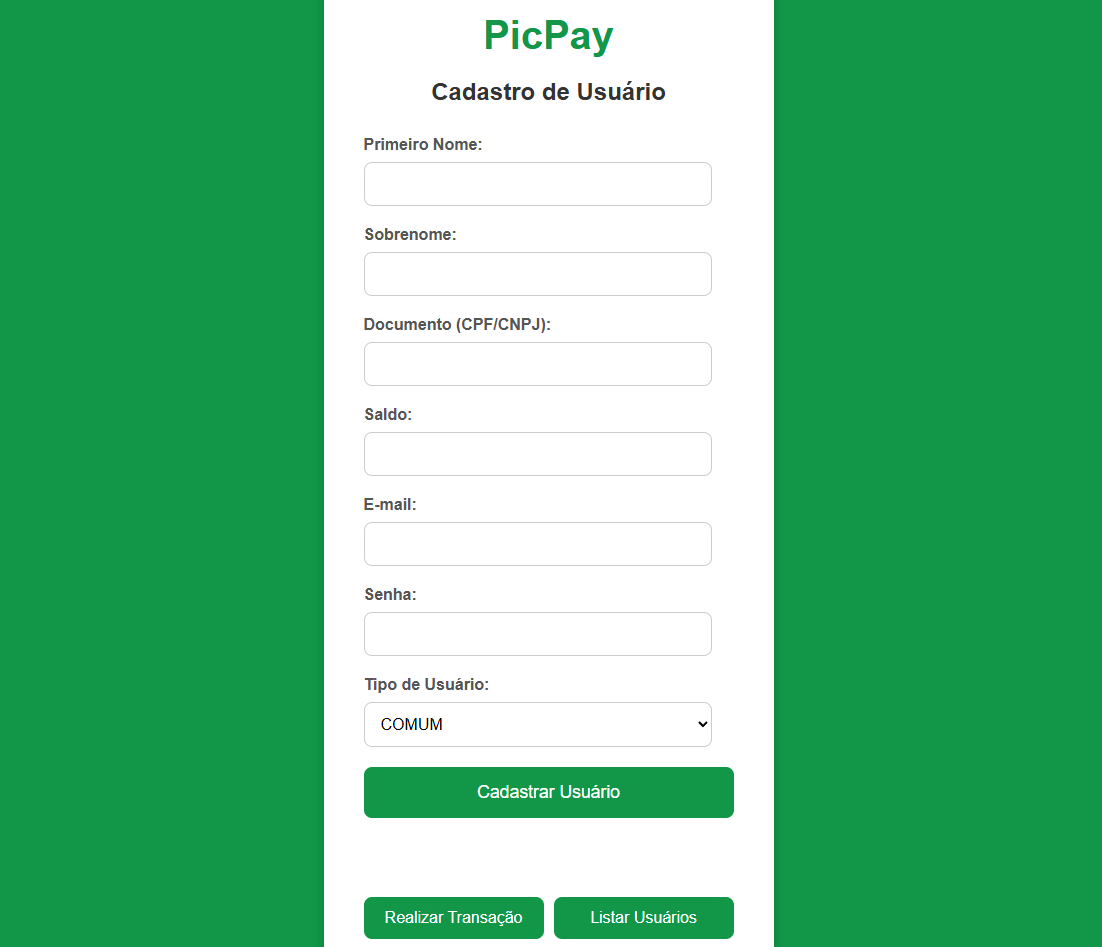 PicPay
Cadastro de Usuário
Primeiro Nome:
Sobrenome:
Documento (CPF/CNPJ):
Saldo:
E-mail:
Senha:
Tipo de Usuário:
COMUM
Cadastrar Usuário
Realizar Transação Listar Usuários